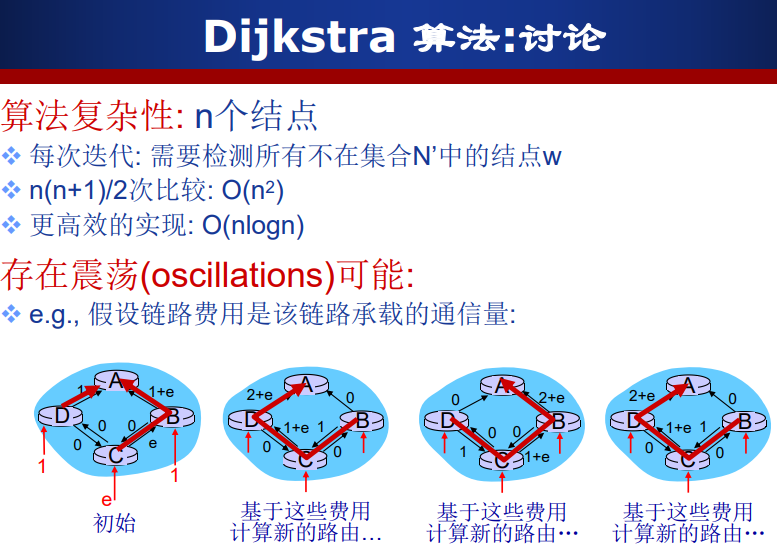 Dijkstra 算法:讨论
算法复杂性: n个结点
每次迭代: 需要检测所有不在集合N’中的结点w
n(n+1)/2次比较: O(n²)
更高效的实现: O(nlogn)
存在震荡(oscillations)可能:
e.g., 假设链路费用是该链路承载的通信量:
A
1
1+e
D
0
0
B
0
e
C
1
1
e
初始
A
2+e
0
D
1+e
1
B
0
0
C
基于这些费用
计算新的路由…
A
0
2+e
D
0
0
B
1
1+e
C
基于这些费用
计算新的路由…
A
2+e
0
D
1+e
1
B
0
0
C
基于这些费用
计算新的路由…